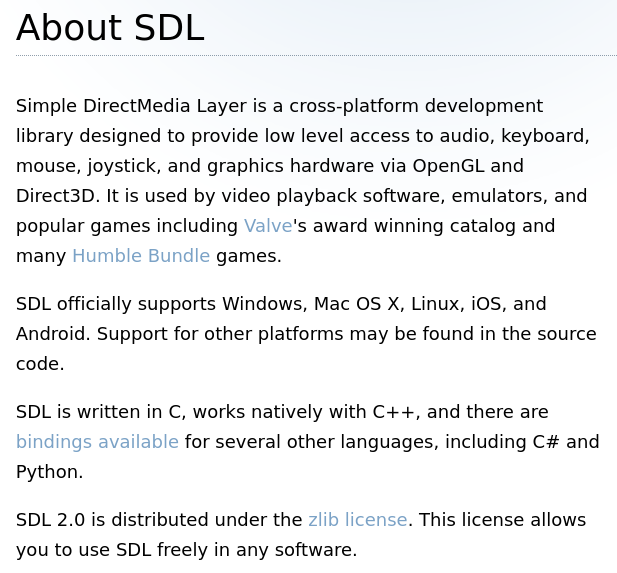 About SDL
Simple DirectMedia Layer is a cross-platform development
library designed to provide low level access to audio, keyboard,
mouse, joystick, and graphics hardware via OpenGL and
Direct3D. It is used by video playback software, emulators, and
popular games including Valve's award winning catalog and
many Humble Bundle games.
SDL officially supports Windows, Mac OS X, Linux, iOS, and
Android. Support for other platforms may be found in the source
code.
SDL is written in C, works natively with C++, and there are
bindings available for several other languages, including C# and
Python.
SDL 2.0 is distributed under the zlib license. This license allows
you to use SDL freely in any software.